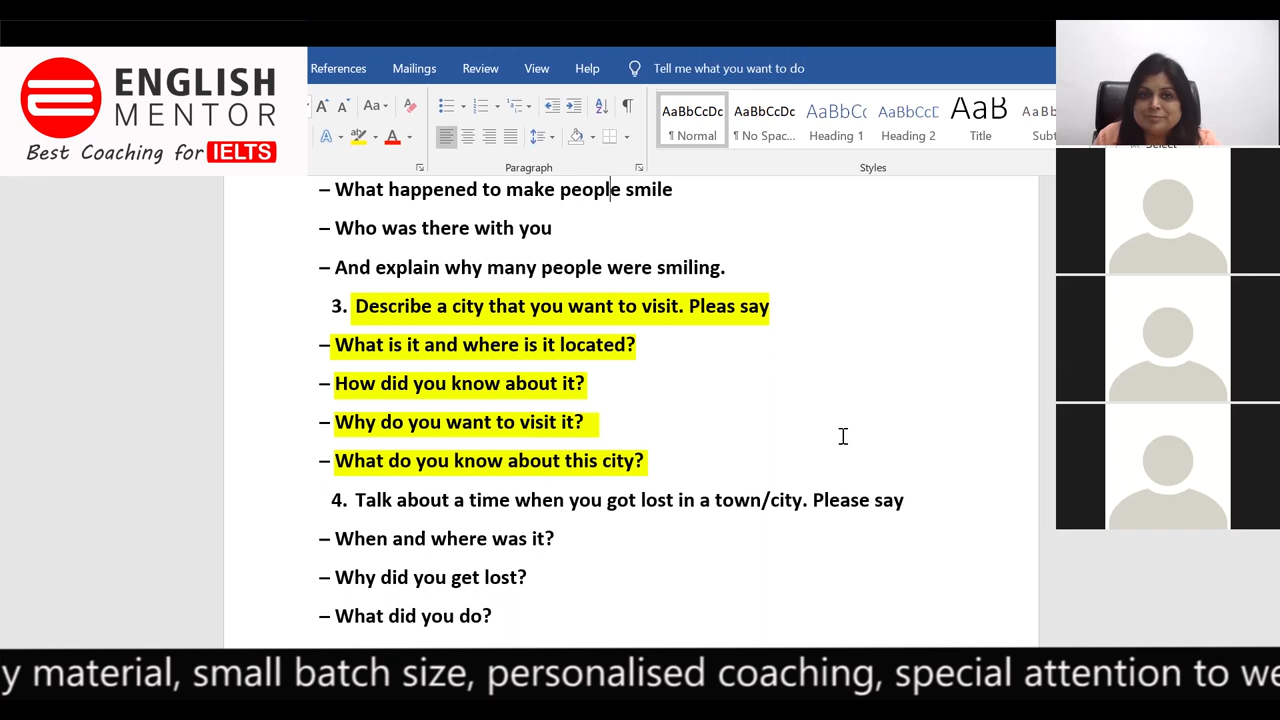 ENGLISH
MENTOR
Best Coaching for IELTS
References Mailings Review View Help Tell me what you want to do
Aa
AaBbCcDc AaBbCcDc AaBbCc AaBbCcD AaB
¶ Normal ¶ No Spac... Heading 1 Heading 2 Title
Paragraph Styles
– What happened to make people smile
– Who was there with you
– And explain why many people were smiling.
3. Describe a city that you want to visit. Pleas say
– What is it and where is it located?
– How did you know about it?
– Why do you want to visit it?
– What do you know about this city?
4. Talk about a time when you got lost in a town/city. Please say
– When and where was it?
– Why did you get lost?
– What did you do?
y material, small batch size, personalised coaching, special attention to we